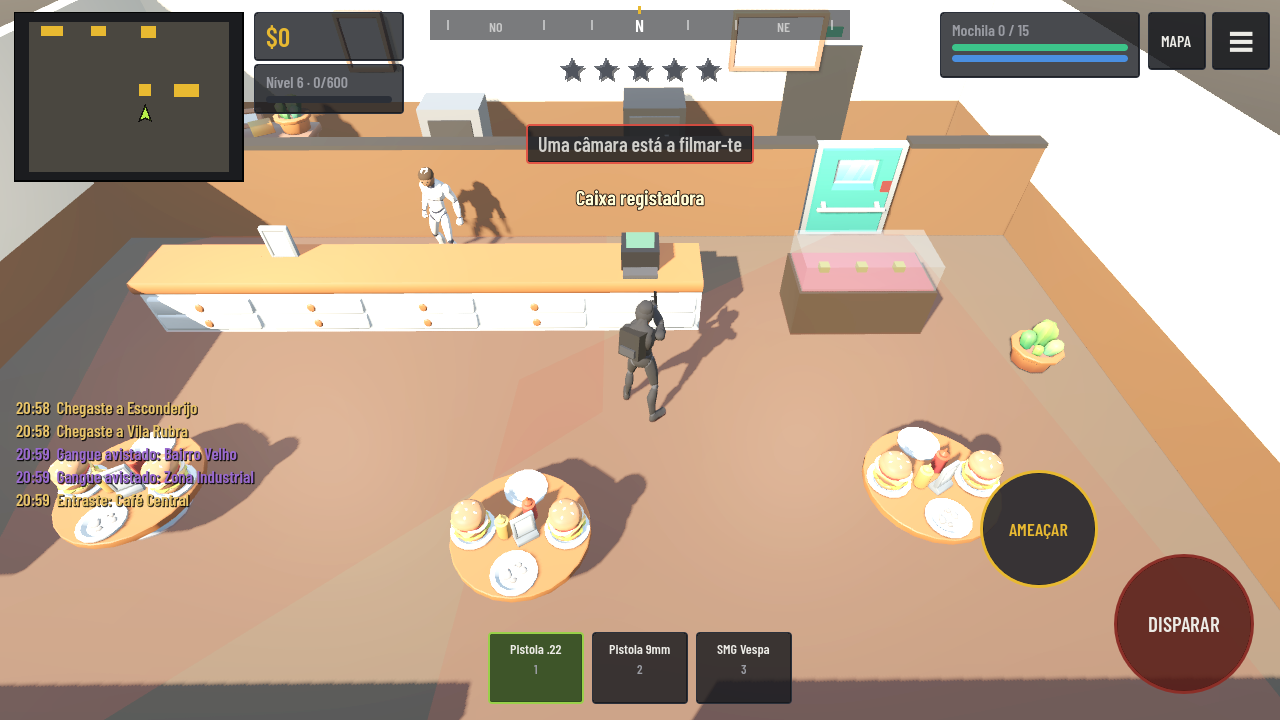 $0
Nível 6 · 0/600
NO
N
NE
Mochila 0 / 15
MAPA
Uma câmara está a filmar-te
Caixa registadora
20:58 Chegaste a Esconderijo
20:58 Chegaste a Vila Rubra
20:59 Gangue avistado: Bairro Velho
20:59 Gangue avistado: Zona Industrial
20:59 Entraste: Café Central
AMEAÇAR
DISPARAR
Pistola .22
1
Pistola 9mm
2
SMG Vespa
3